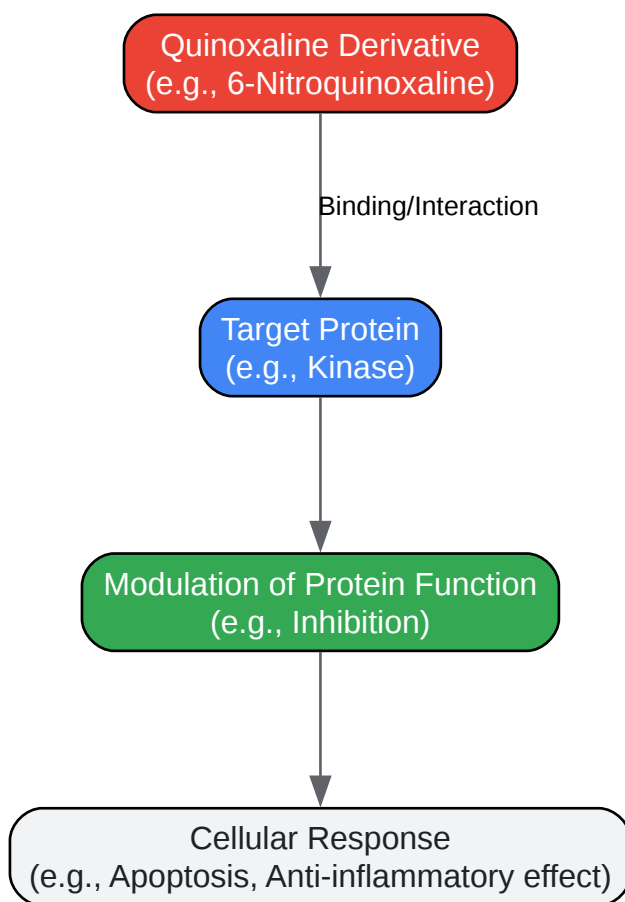 Quinoxaline Derivative
(e.g., 6-Nitroquinoxaline)
Binding/Interaction
Target Protein
(e.g., Kinase)
Modulation of Protein Function
(e.g., Inhibition)
Cellular Response
(e.g., Apoptosis, Anti-inflammatory effect)